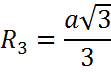 R₃ = a√3/3